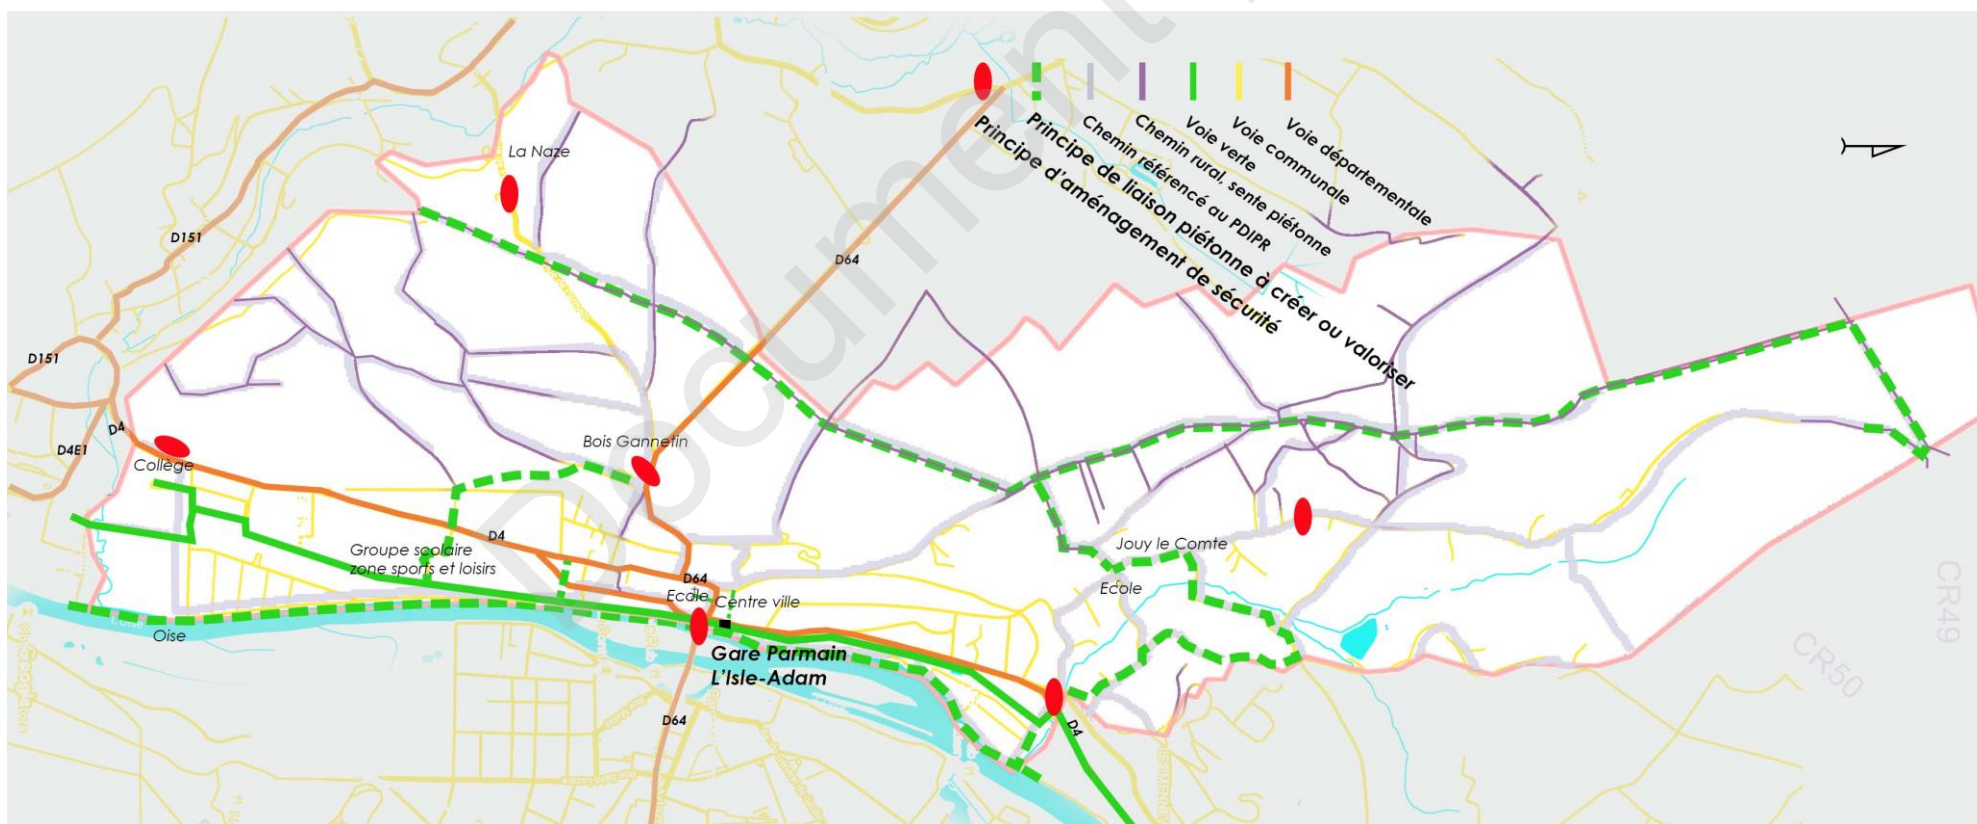 Voie départementale
Voie communale
Voie verte
Chemin rural, sente piétonne
Chemin référencé au PDIPR
Principe de liaison piétonne à créer ou valoriser
Principe d'aménagement de sécurité
Document
La Naze
D151
D64
D151
D4
D4E1
Collège
Bois Gannetin
D4
Groupe scolaire
zone sports et loisirs
Jouy le Comte
Ecole
D64
Ecole
Centre ville
Oise
Gare Parmain
L'Isle-Adam
D64
D4
CR49
CR50